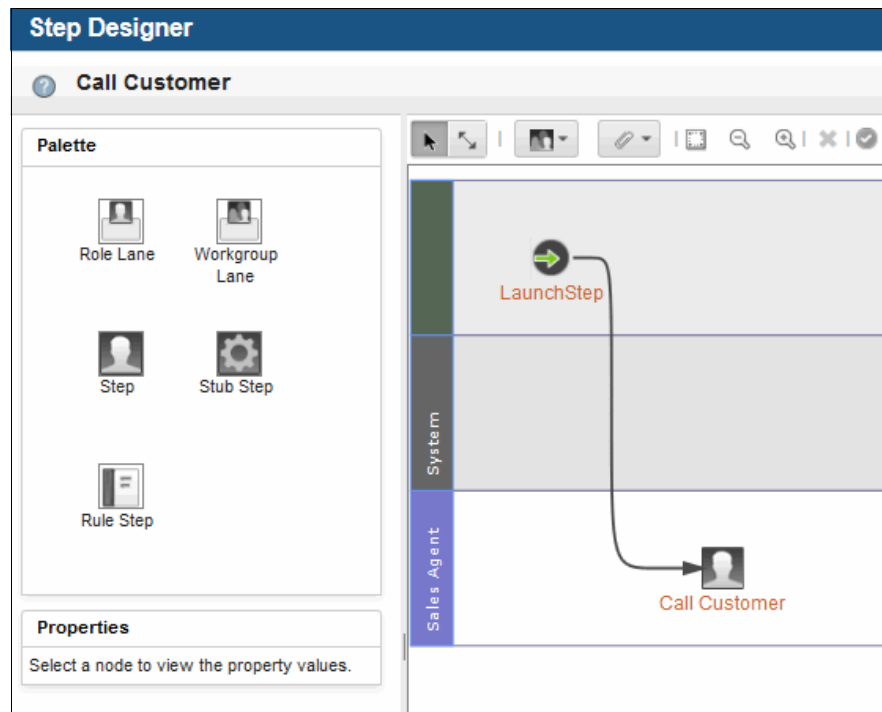 Step Designer
Call Customer
Palette
Role Lane
Workgroup
Lane
Step
Stub Step
Rule Step
Properties
Select a node to view the property values.
LaunchStep
System
Sales Agent
Call Customer